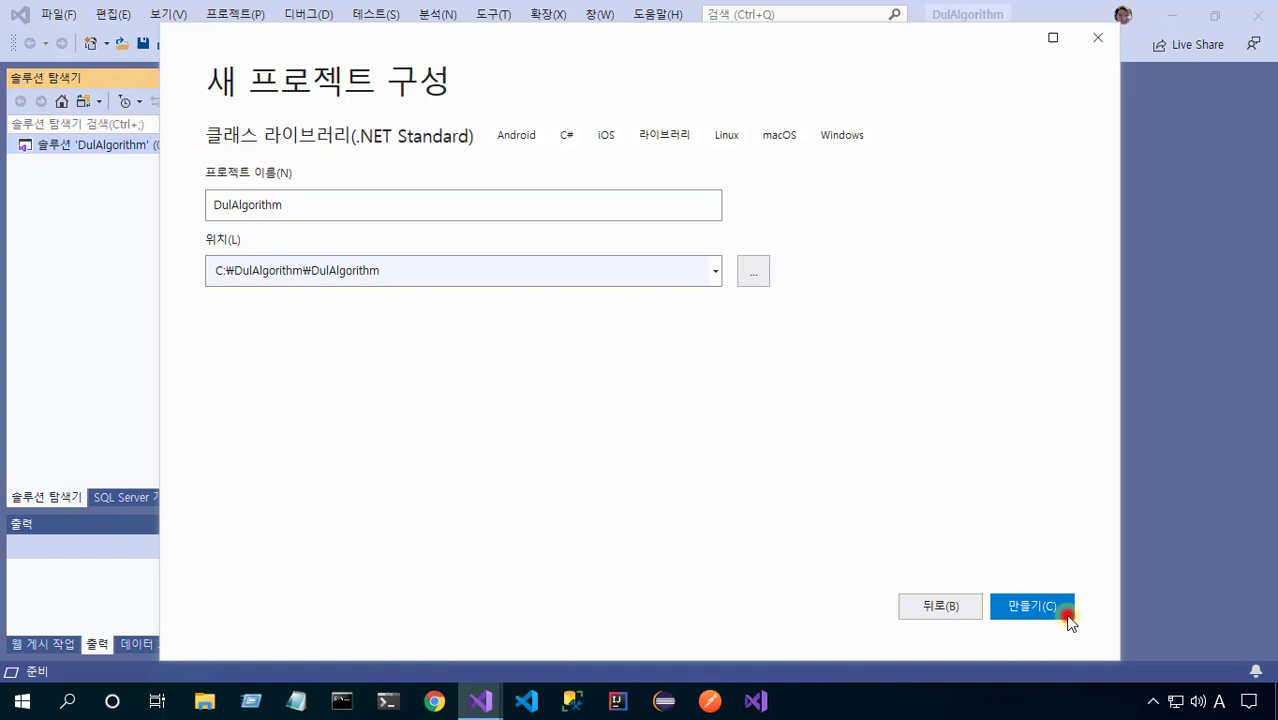 파일(F) 편집(E) 보기(V) 프로젝트(P) 디버그(D) 테스트(S) 분석(N) 도구(T) 확장(X) 창(W) 도움말(H) 검색 (Ctrl+Q) DulAlgorithm
Live Share
솔루션 탐색기
솔루션 탐색기 검색(Ctrl+;)
솔루션 'DulAlgorithm'
새 프로젝트 구성
클래스 라이브러리(.NET Standard) Android C# iOS 라이브러리 Linux macOS Windows
프로젝트 이름(N)
DulAlgorithm
위치(L)
C:₩DulAlgorithm₩DulAlgorithm
...
솔루션 탐색기 SQL Server
출력
뒤로(B) 만들기(C)
웹 게시 작업 출력 데이터
준비
A